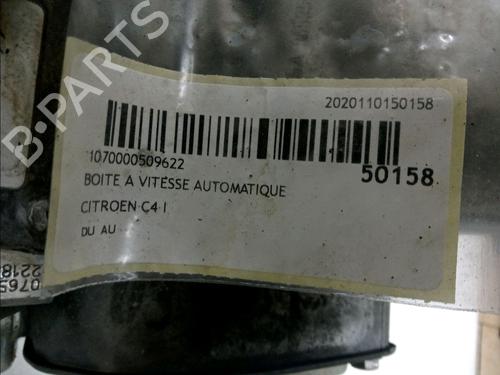 B-PARTS
2020110150158
1070000509622
50158
BOITE A VITESSE AUTOMATIQUE
CITROEN C4 I
DU AU